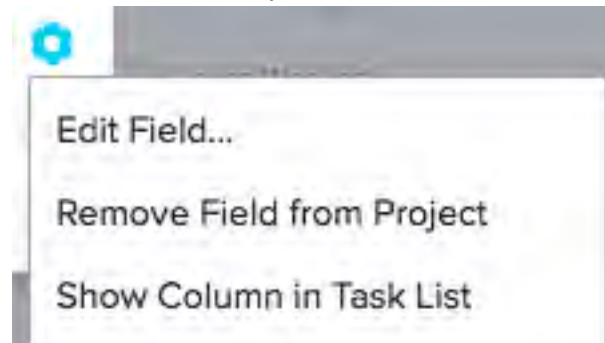 Edit Field...
Remove Field from Project
Show Column in Task List